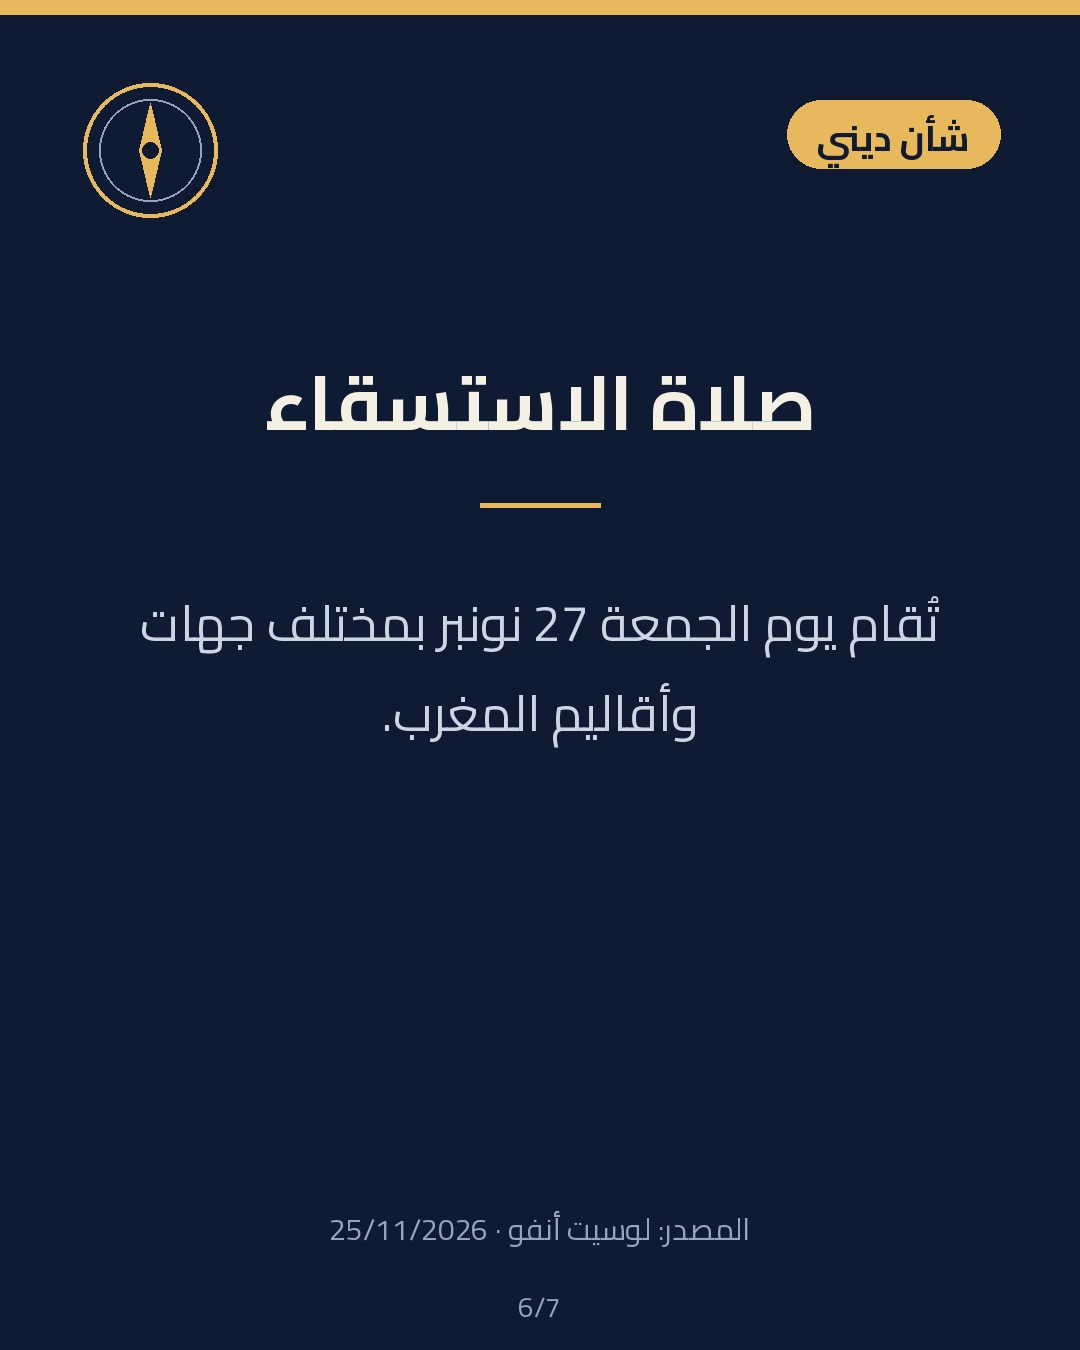 شأن ديني
صلاة الاستسقاء
تُقام يوم الجمعة 27 نونبر بمختلف جهات
وأقاليم المغرب.
المصدر: لوسيت أنفو · 25/11/2026
6/7